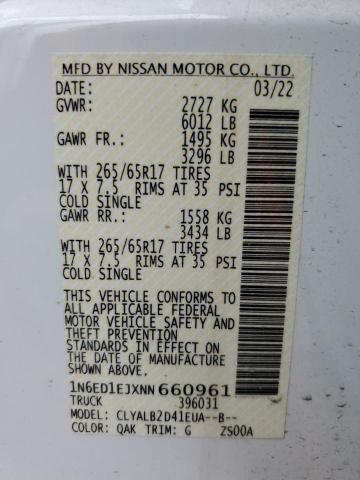 MFD BY NISSAN MOTOR CO., LTD.
DATE: 03/22
GVWR: 2727 KG
6012 LB
GAWR FR.: 1495 KG
3296 LB
WITH 265/65R17 TIRES
17 X 7.5 RIMS AT 35 PSI
COLD SINGLE
GAWR RR.: 1558 KG
3434 LB
WITH 265/65R17 TIRES
17 X 7.5 RIMS AT 35 PSI
COLD SINGLE
THIS VEHICLE CONFORMS TO
ALL APPLICABLE FEDERAL
MOTOR VEHICLE SAFETY
& THEFT PREVENTION
STANDARDS IN EFFECT ON
THE DATE OF MANUFACTURE
SHOWN ABOVE
1N6ED1EJXNN660961
TRUCK 396031
MODEL: CLYALB2D41EUA--B--
COLOR: QAK TRIM: G ZS00A